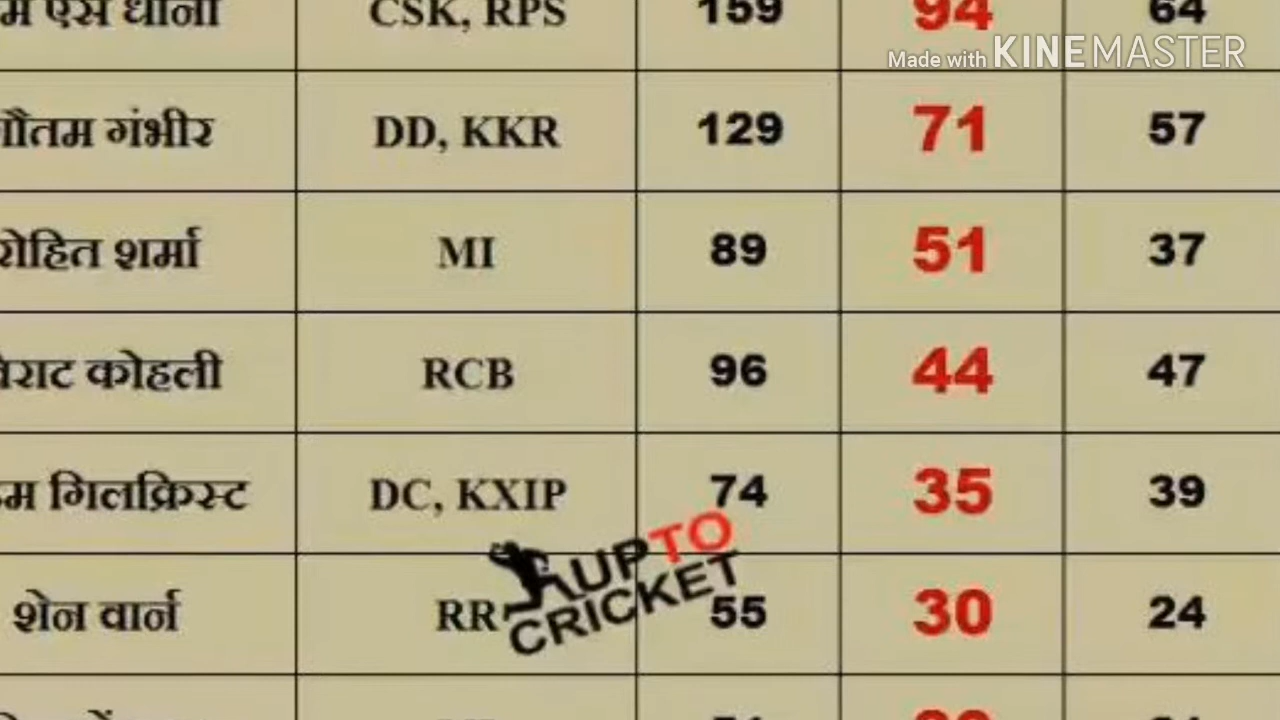 एस धोनी CSK, RPS 159 94 64
Made with KINEMASTER
गौतम गंभीर DD, KKR 129 71 57
रोहित शर्मा MI 89 51 37
कोहली RCB 96 44 47
गिलक्रिस्ट DC, KXIP 74 35 39
UPTO
CRICKET
शेन वार्न RR 55 30 24